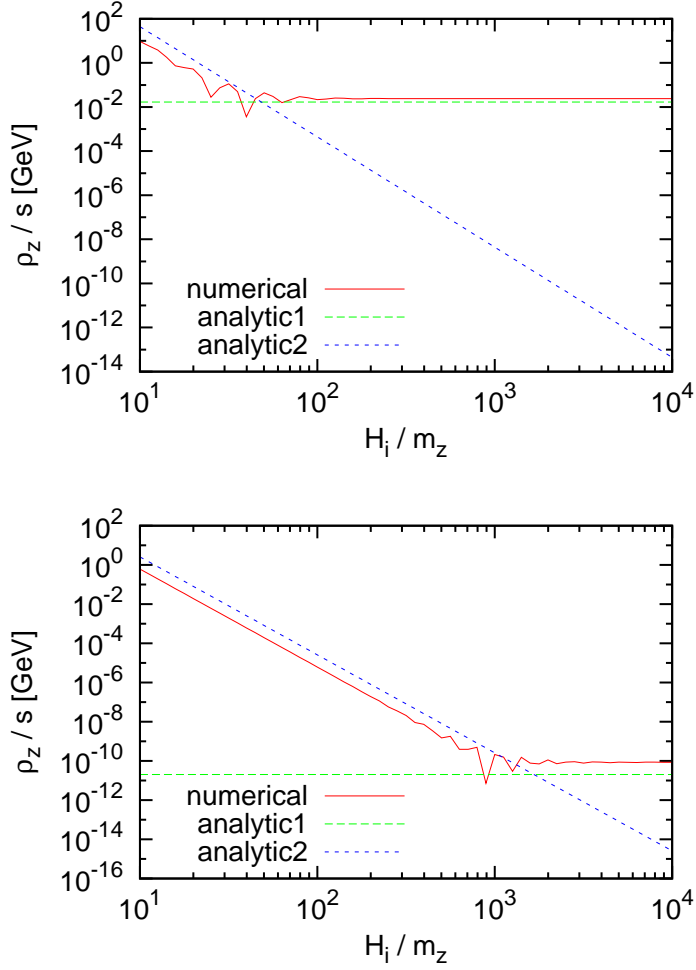 10^2
10^0
10^-2
10^-4
10^-6
10^-8
10^-10
10^-12
10^-14
ρ_z / s [GeV]
numerical
analytic1
analytic2
10^1 10^2 10^3 10^4
H_i / m_z
10^2
10^0
10^-2
10^-4
10^-6
10^-8
10^-10
10^-12
10^-14
10^-16
ρ_z / s [GeV]
numerical
analytic1
analytic2
10^1 10^2 10^3 10^4
H_i / m_z